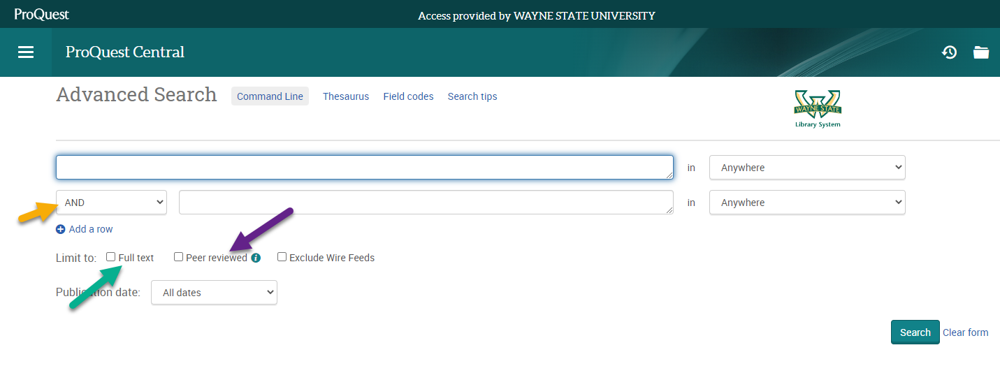 ProQuest Access provided by WAYNE STATE UNIVERSITY
ProQuest Central
Advanced Search Command Line Thesaurus Field codes Search tips
WAYNE STATE
Library System
in Anywhere
AND in Anywhere
Add a row
Limit to: Full text Peer reviewed i Exclude Wire Feeds
Publication date: All dates
Search Clear form